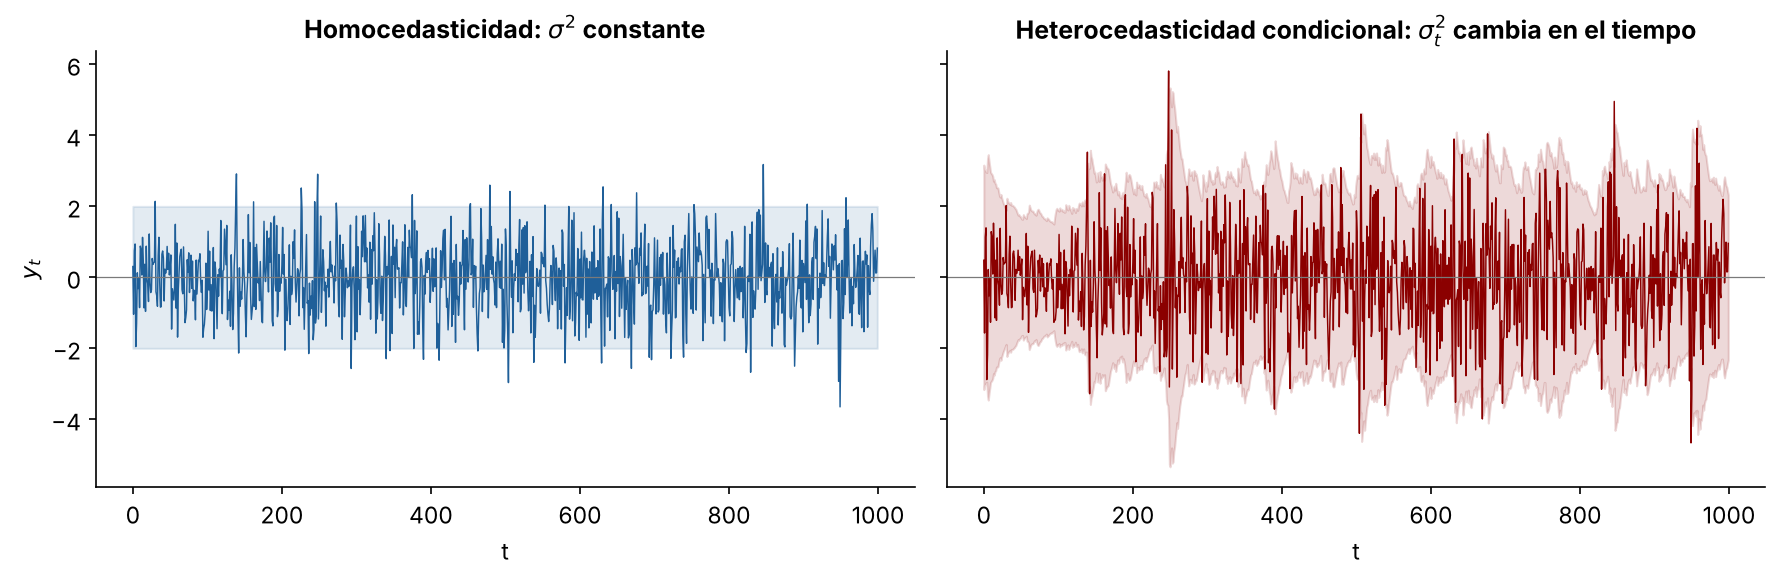 Homocedasticidad: σ² constante
Heterocedasticidad condicional: σₜ² cambia en el tiempo
6
4
2
0
−2
−4
yₜ
0 200 400 600 800 1000
0 200 400 600 800 1000
t
t